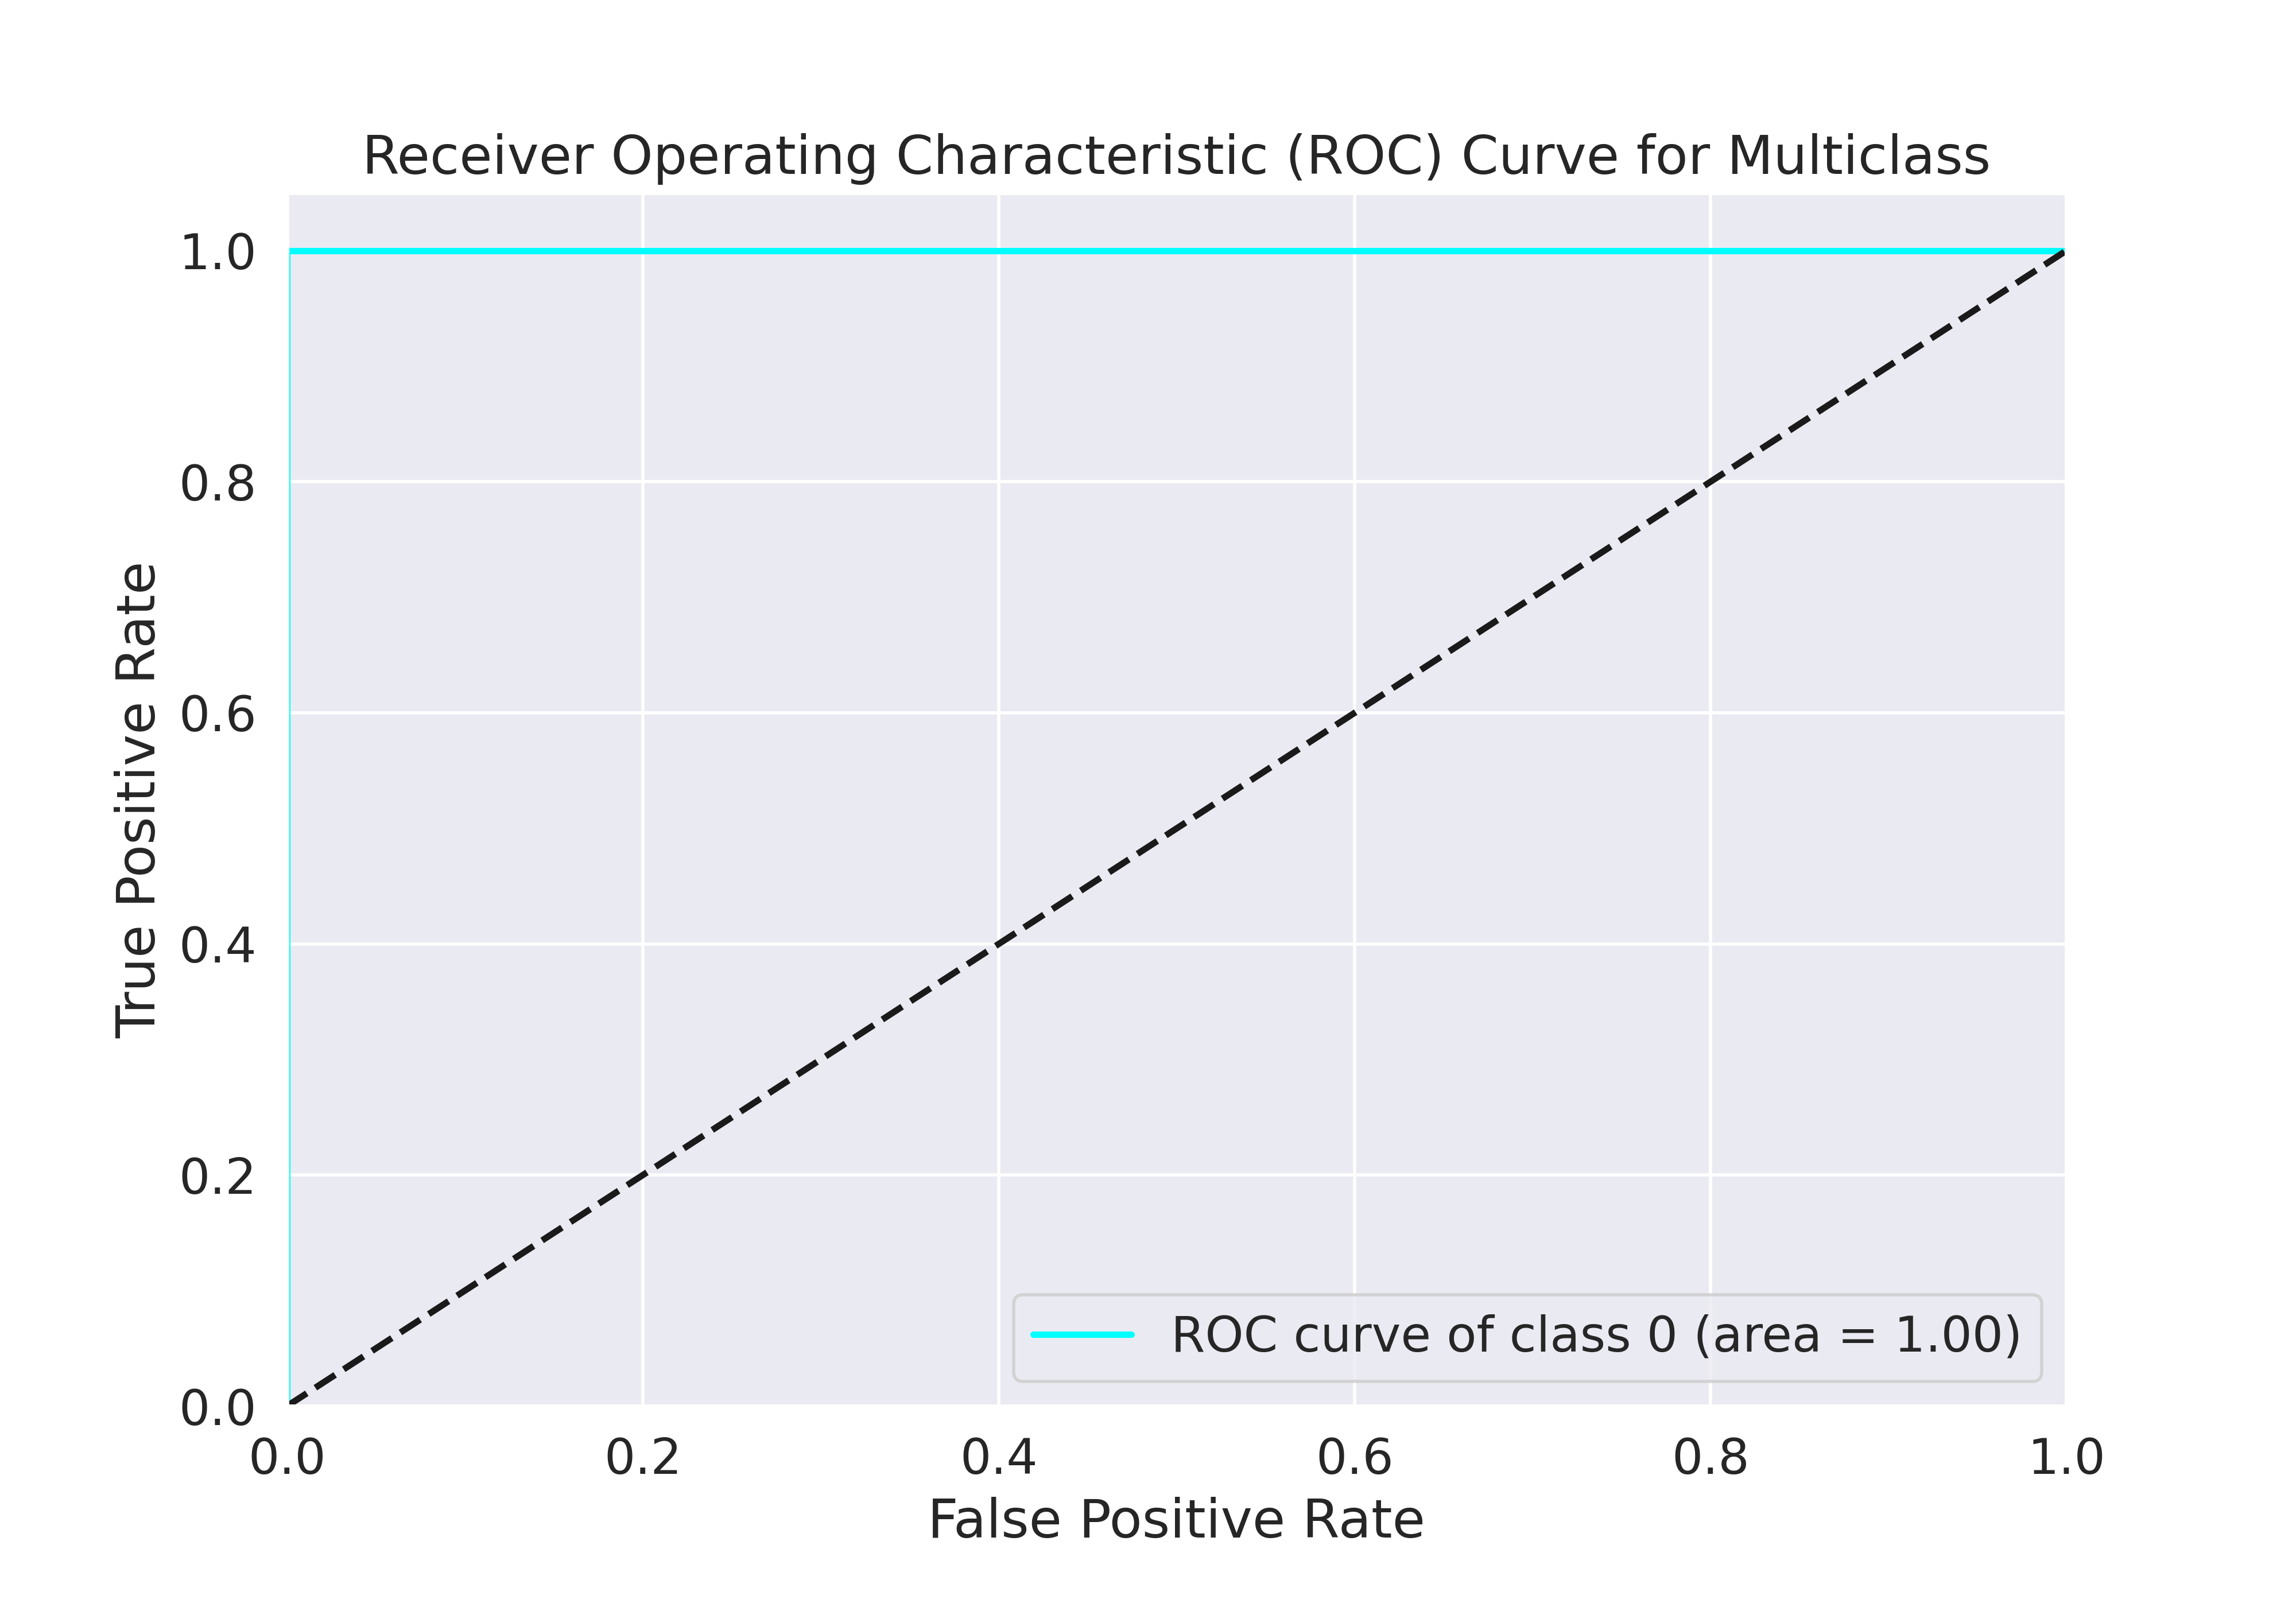 Receiver Operating Characteristic (ROC) Curve for Multiclass
True Positive Rate
1.0
0.8
0.6
0.4
0.2
0.0
ROC curve of class 0 (area = 1.00)
0.0 0.2 0.4 0.6 0.8 1.0
False Positive Rate